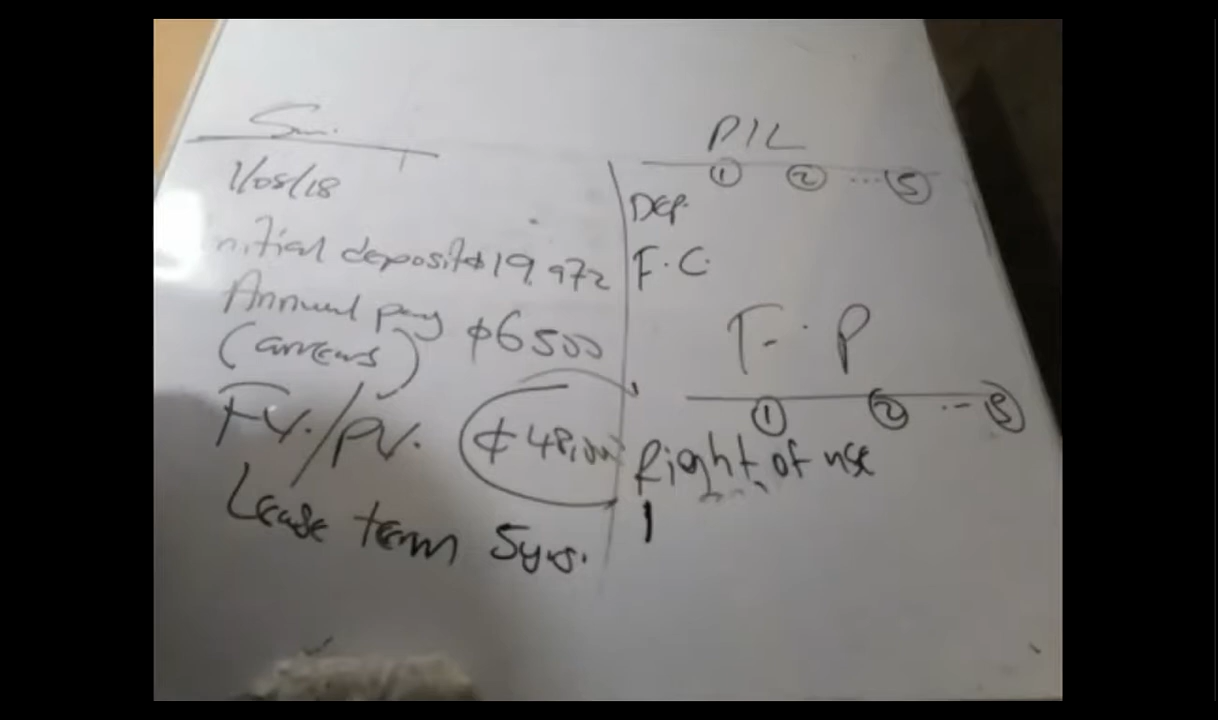 1/05/18
nitial deposit $19,972
Annual pay $6500
(arrears)
F.V./P.V. ¢48,000
Lease term 5yrs.
P/L
① ② ... ⑤
DEP.
F.C.
F.P
① ② -- ⑤
Right of use